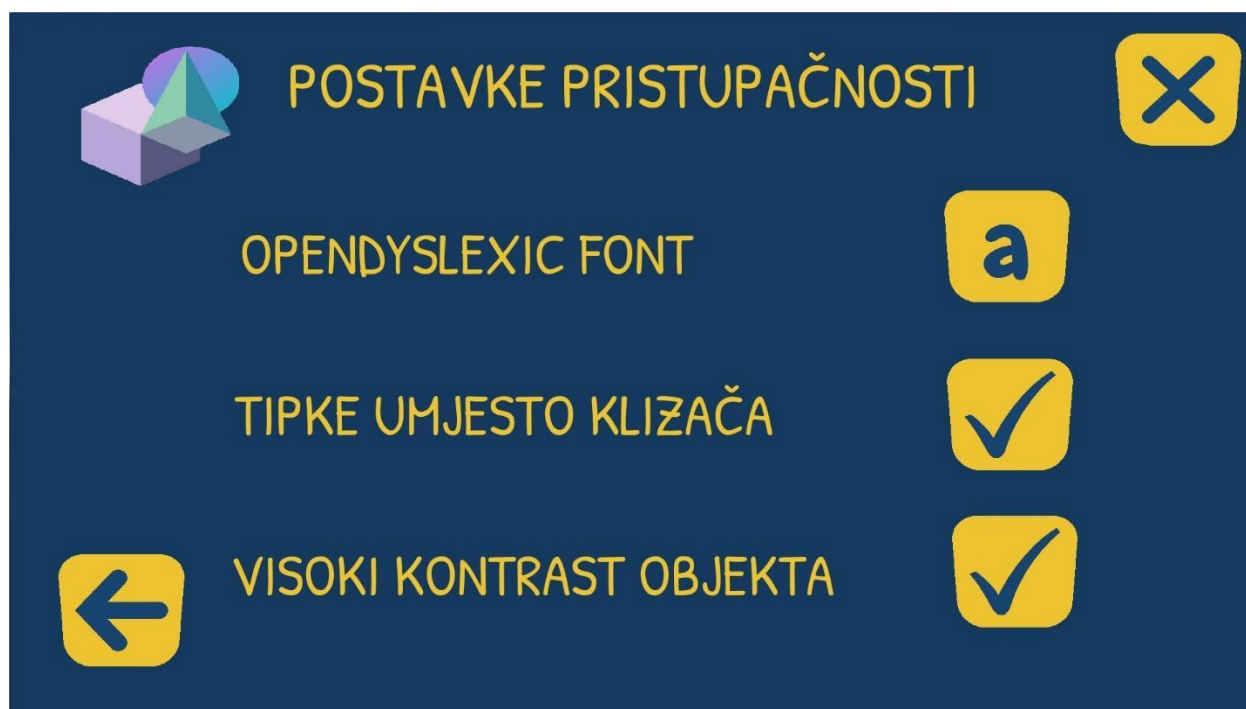 POSTAVKE PRISTUPAČNOSTI
OPENDYSLEXIC FONT
a
TIPKE UMJESTO KLIZAČA
VISOKI KONTRAST OBJEKTA